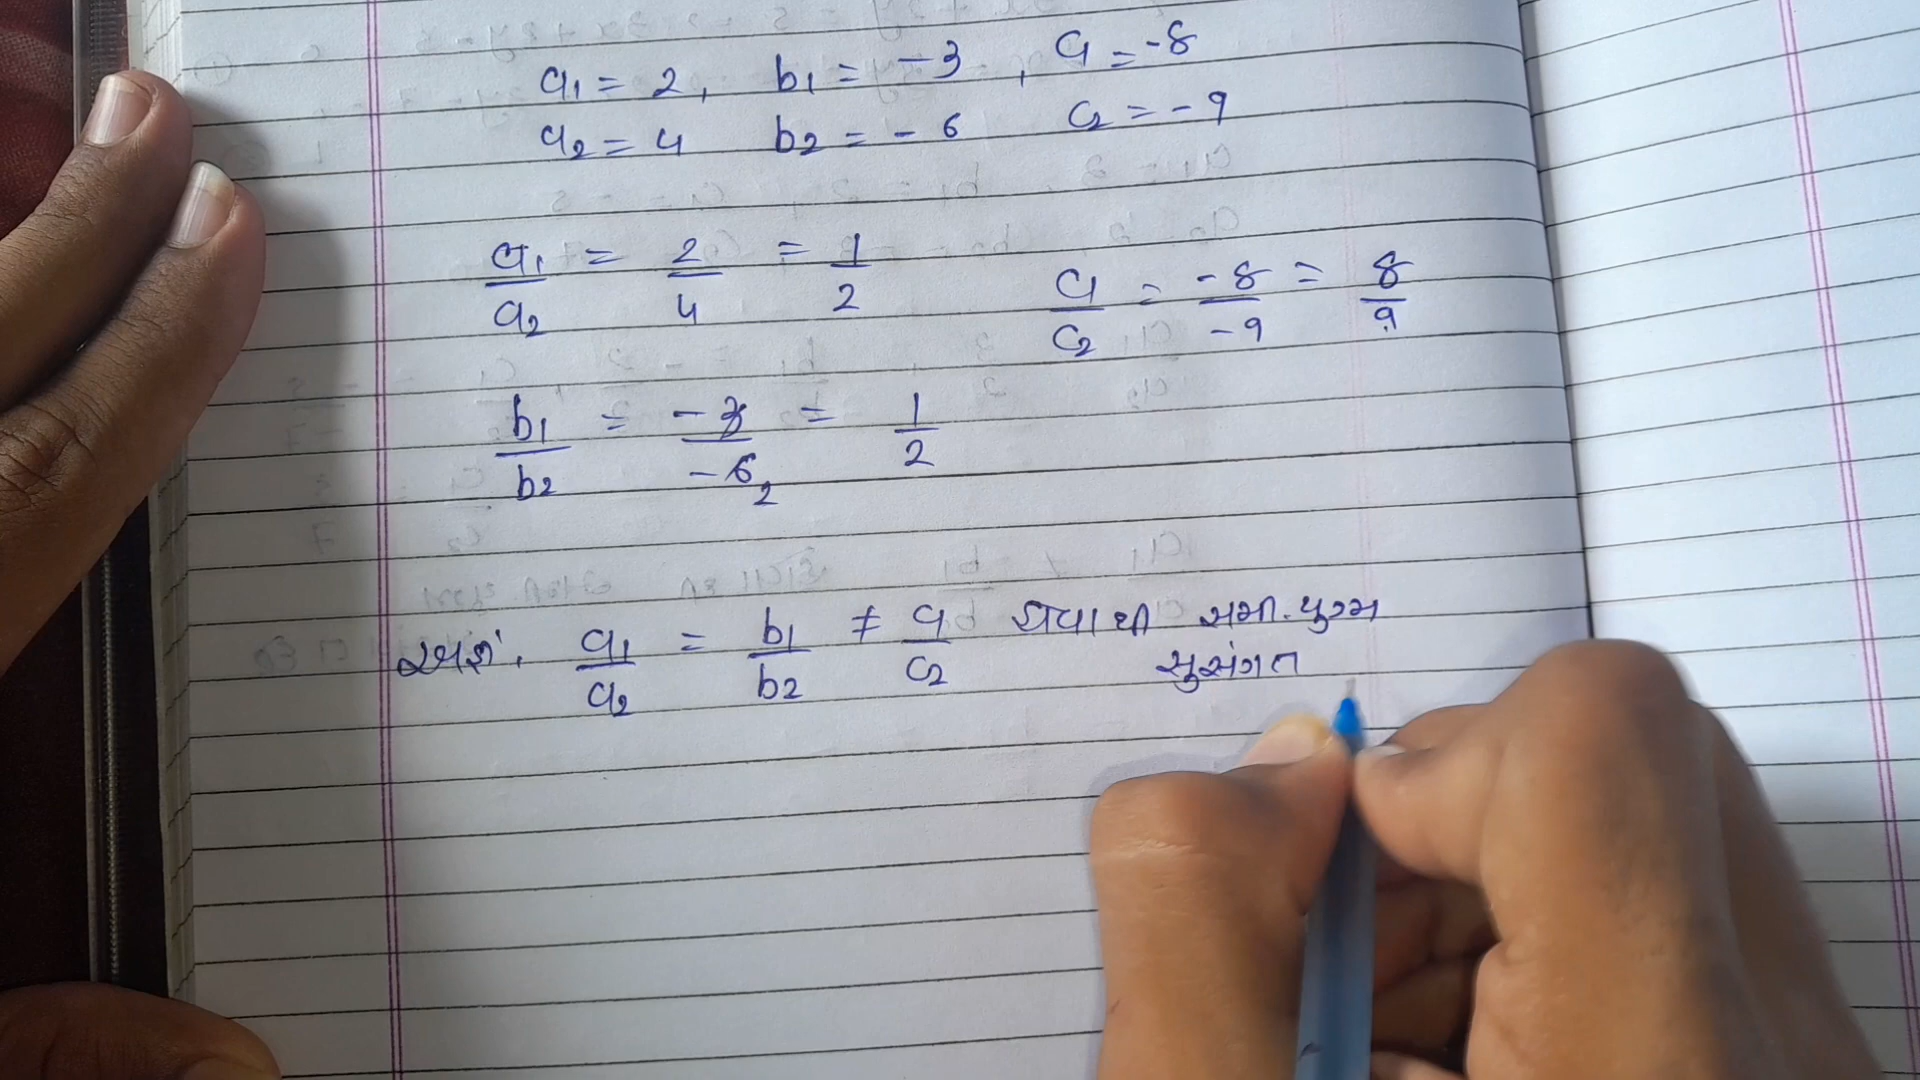 a1 = 2, b1 = -3, c1 = -8
a2 = 4 b2 = -6 c2 = -9
a1/a2 = 2/4 = 1/2 c1/c2 = -8/-9 = 8/9
b1/b2 = -3/-6 2 = 1/2
અહીં. a1/a2 = b1/b2 ≠ c1/c2 હોવાથી સમી. યુગ્મ
સુસંગત